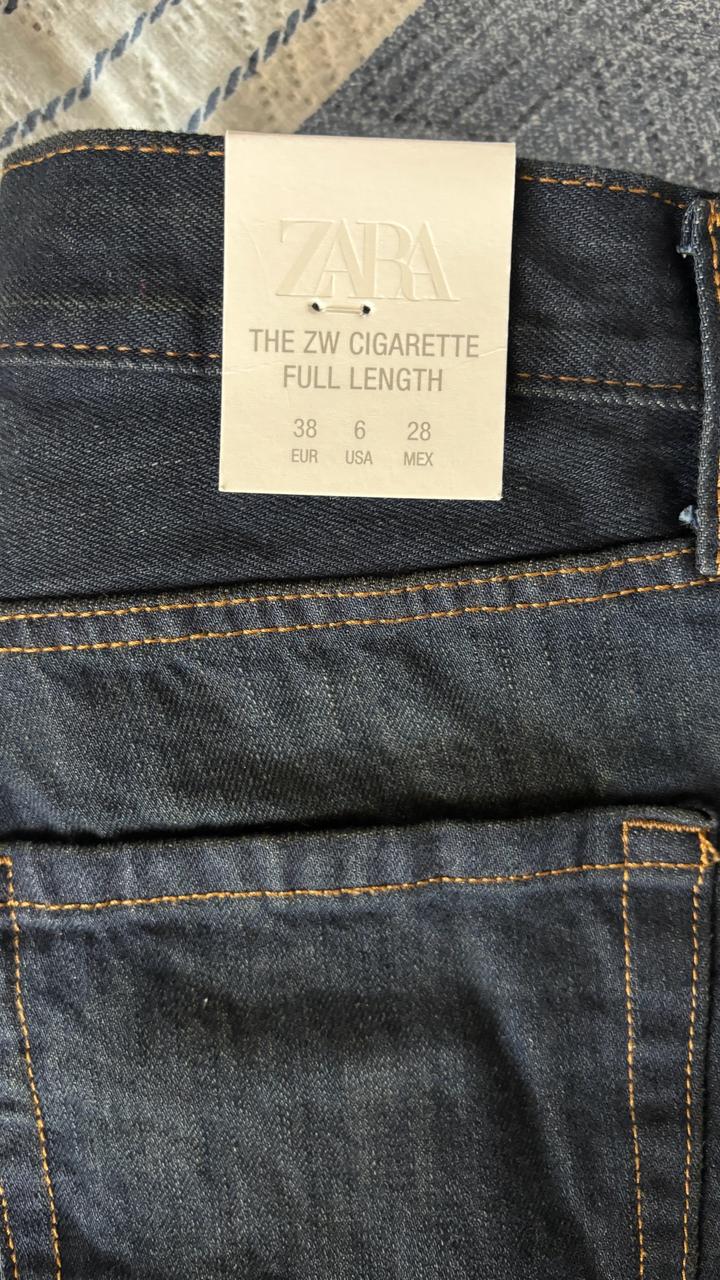 ZARA
THE ZW CIGARETTE
FULL LENGTH
38 6 28
EUR USA MEX